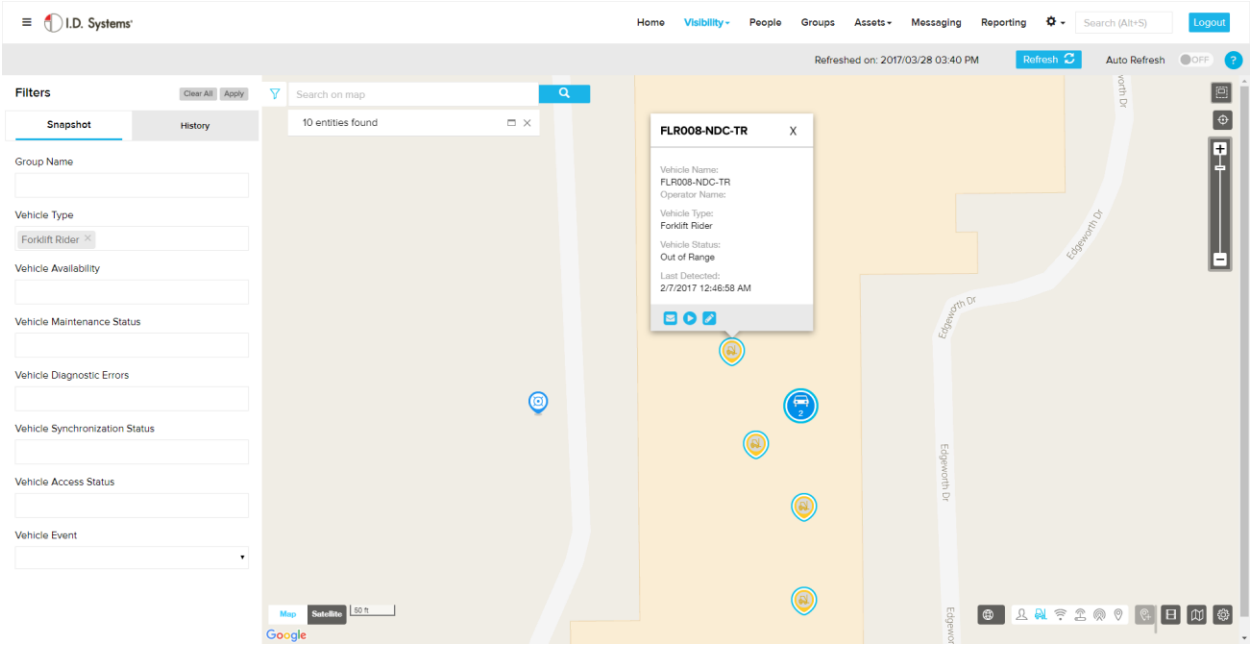 I.D. Systems
Home Visibility People Groups Assets Messaging Reporting Search (Alt+S) Logout
Refreshed on: 2017/03/28 03:40 PM Refresh Auto Refresh OFF ?
Filters Clear All Apply
Search on map
Snapshot History
10 entities found
Group Name
Vehicle Type
Forklift Rider ×
Vehicle Availability
Vehicle Maintenance Status
Vehicle Diagnostic Errors
Vehicle Synchronization Status
Vehicle Access Status
Vehicle Event
FLR008-NDC-TR X
Vehicle Name:
FLR008-NDC-TR
Operator Name:
Vehicle Type:
Forklift Rider
Vehicle Status:
Out of Range
Last Detected:
2/7/2017 12:46:58 AM
2
worth Dr
Edgeworth Dr
Edgeworth Dr
Edgeworth Dr
Edgewor
Map Satellite 50 ft
Google